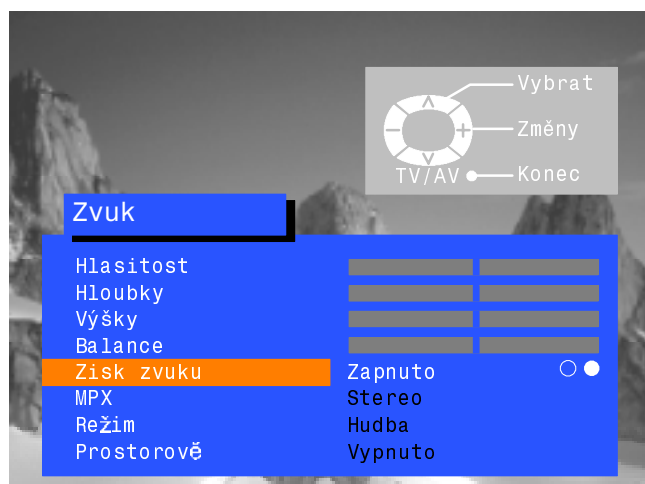 Vybrat
Změny
TV/AV Konec
Zvuk
Hlasitost
Hloubky
Výšky
Balance
Zisk zvuku Zapnuto
MPX Stereo
Režim Hudba
Prostorově Vypnuto